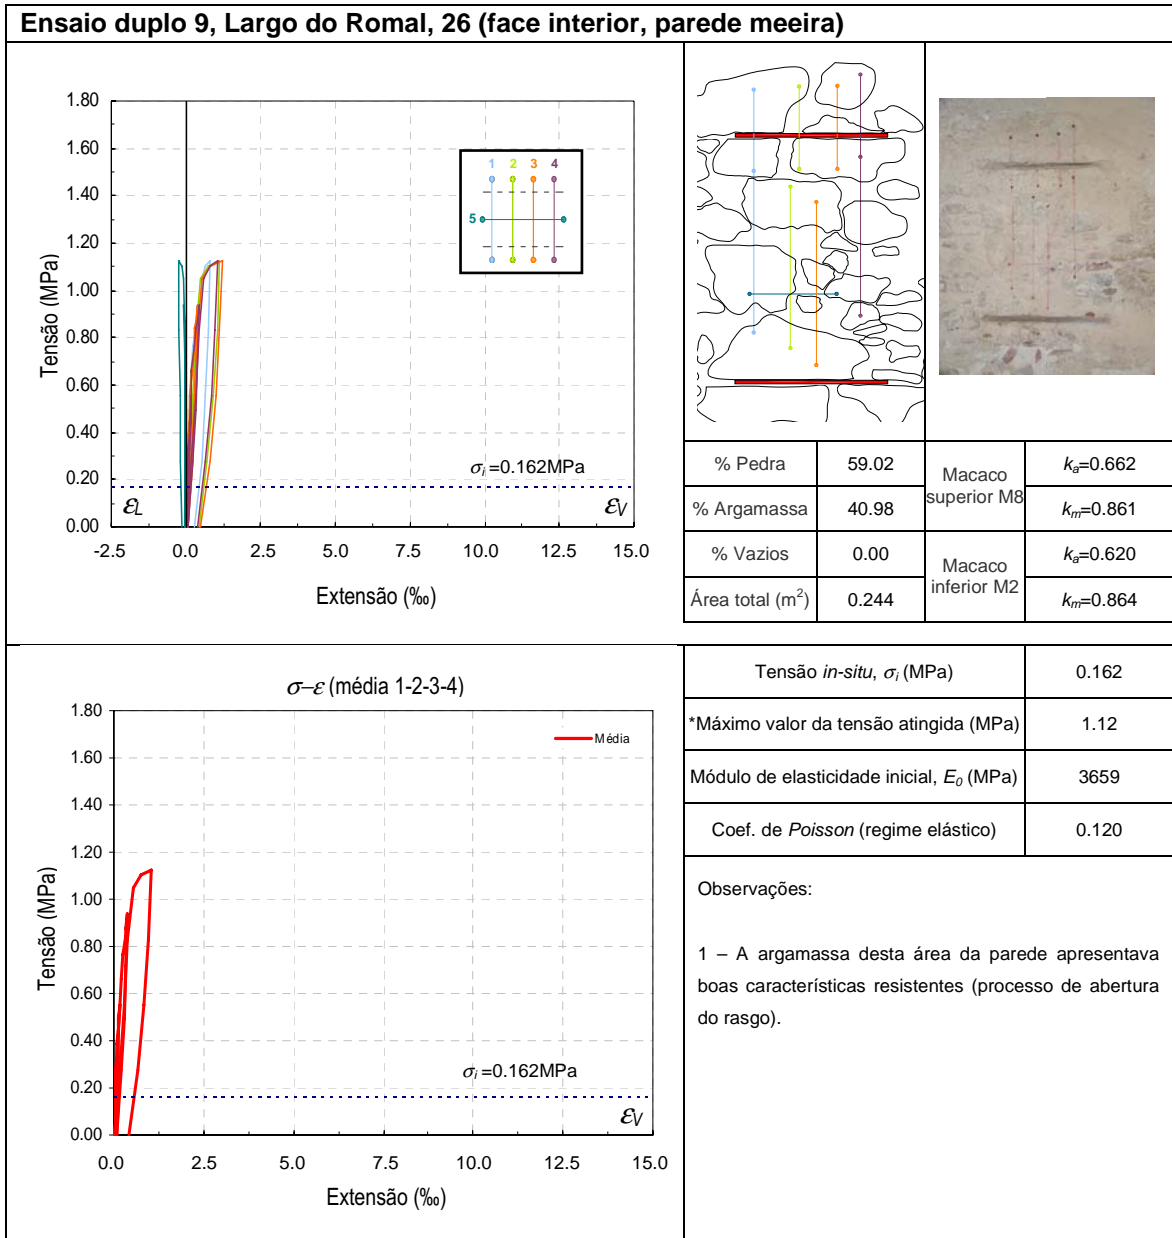 Ensaio duplo 9, Largo do Romal, 26 (face interior, parede meeira)
1.80
1.60
1.40
1.20
1.00
0.80
0.60
0.40
0.20
0.00
Tensão (MPa)
1 2 3 4
5
σi =0.162MPa
εL
εV
-2.5 0.0 2.5 5.0 7.5 10.0 12.5 15.0
Extensão (‰)
% Pedra 59.02
% Argamassa 40.98
% Vazios 0.00
Área total (m²) 0.244
Macaco
superior M8
ka=0.662
km=0.861
Macaco
inferior M2
ka=0.620
km=0.864
σ–ε (média 1-2-3-4)
1.80
1.60
1.40
1.20
1.00
0.80
0.60
0.40
0.20
0.00
Tensão (MPa)
Média
σi =0.162MPa
εV
0.0 2.5 5.0 7.5 10.0 12.5 15.0
Extensão (‰)
Tensão in-situ, σi (MPa) 0.162
*Máximo valor da tensão atingida (MPa) 1.12
Módulo de elasticidade inicial, E0 (MPa) 3659
Coef. de Poisson (regime elástico) 0.120
Observações:
1 – A argamassa desta área da parede apresentava
boas características resistentes (processo de abertura
do rasgo).